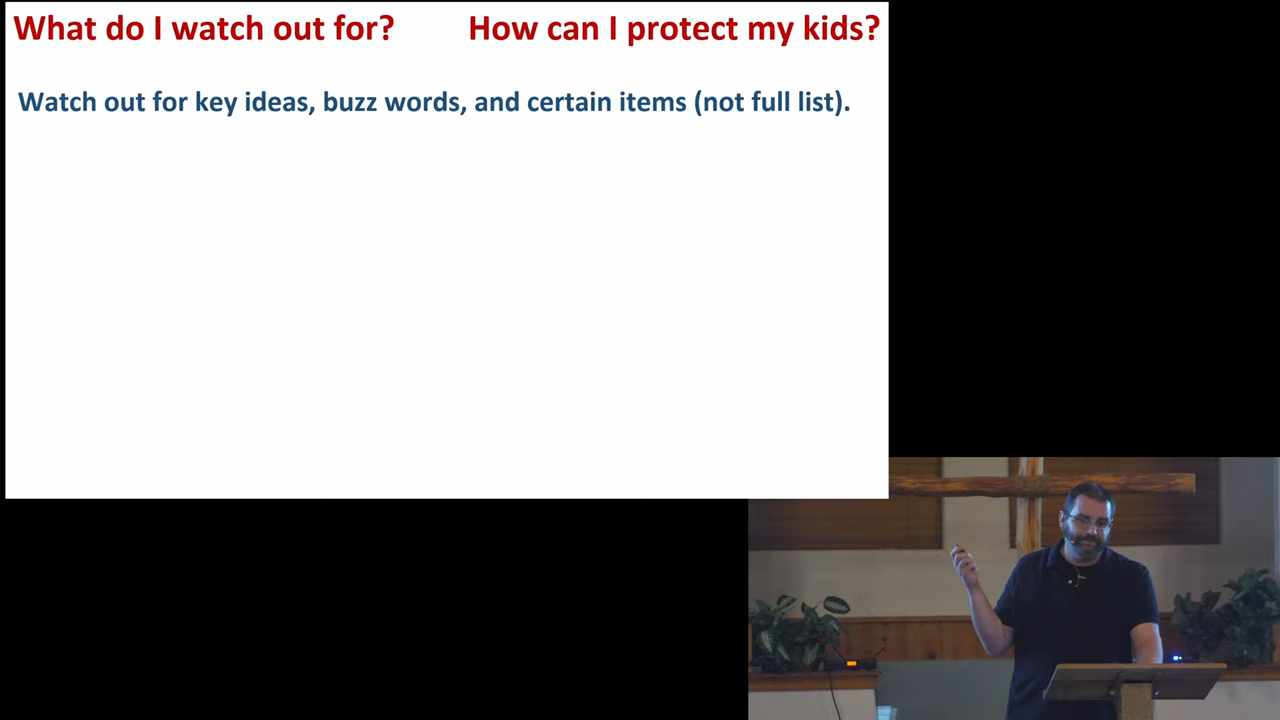 What do I watch out for? How can I protect my kids?
Watch out for key ideas, buzz words, and certain items (not full list).